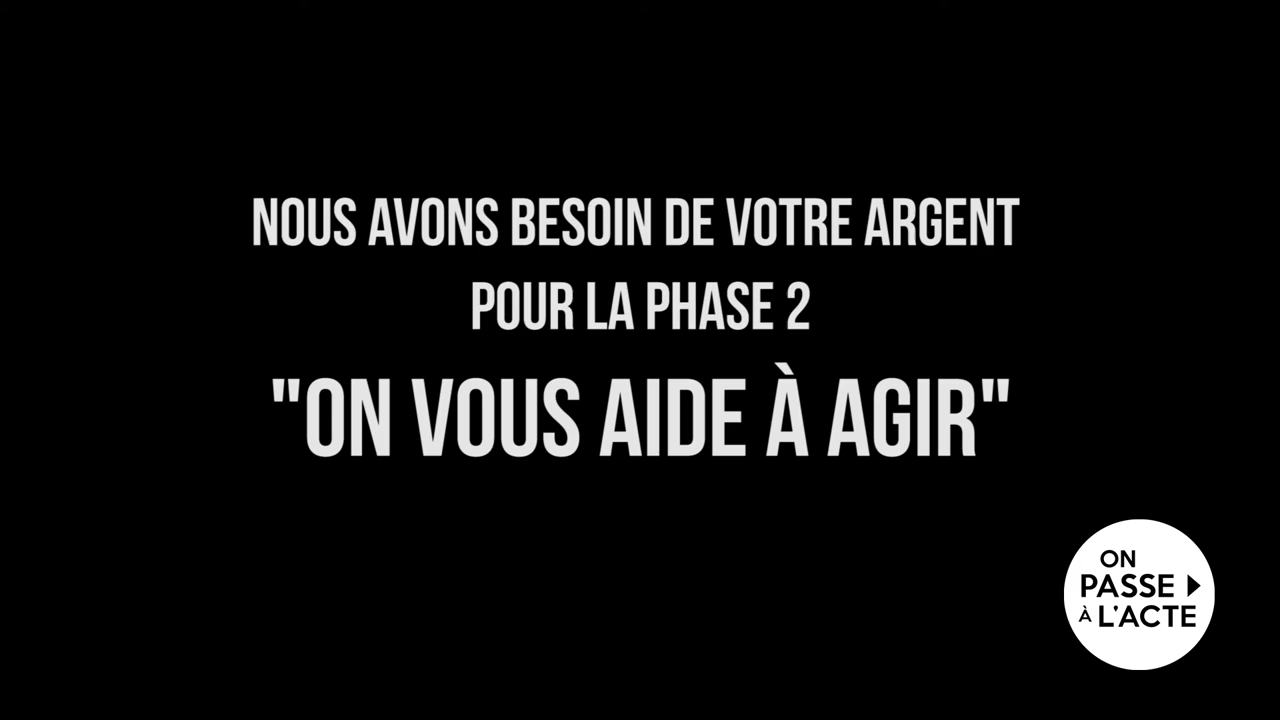 NOUS AVONS BESOIN DE VOTRE ARGENT
POUR LA PHASE 2
"ON VOUS AIDE À AGIR"
ON
PASSE
À L'ACTE